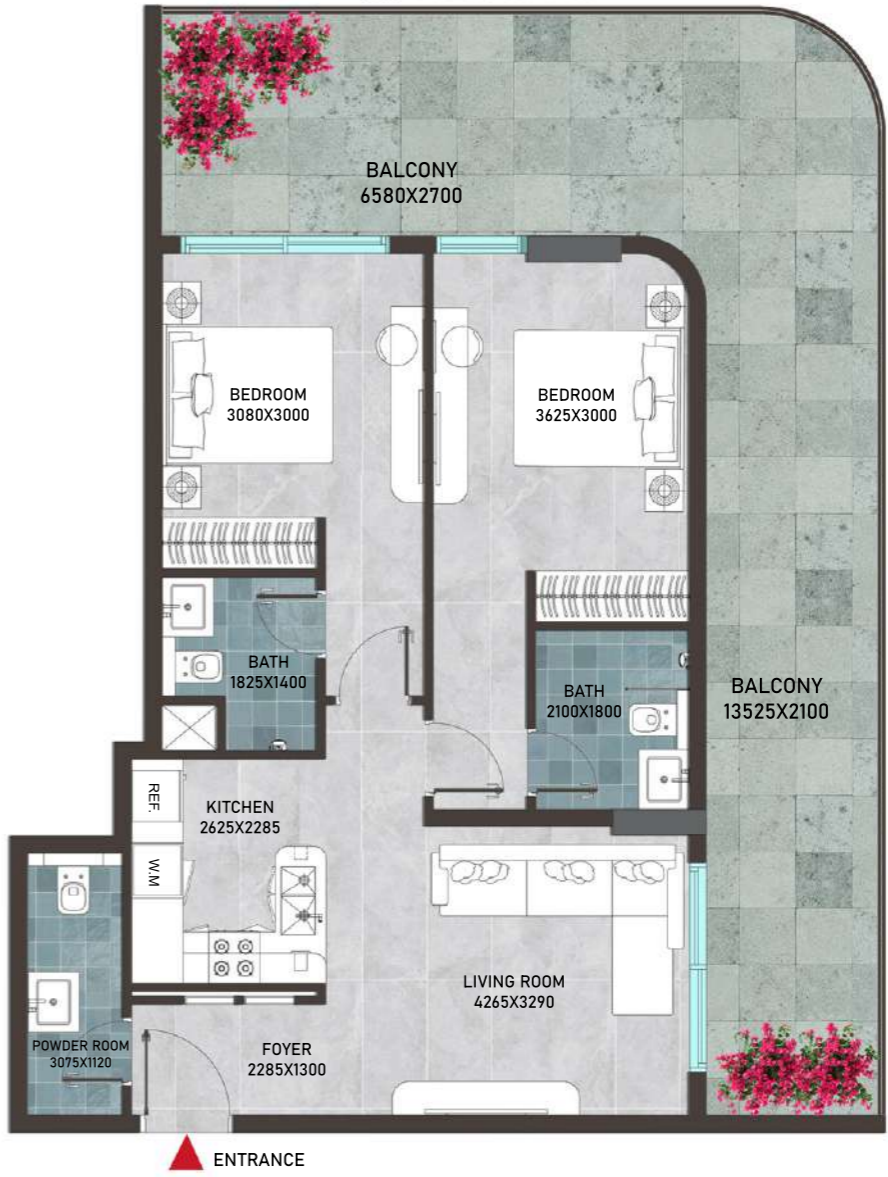 BALCONY
6580X2700
BEDROOM
3080X3000
BEDROOM
3625X3000
BATH
1825X1400
BATH
2100X1800
BALCONY
13525X2100
REF.
KITCHEN
2625X2285
W.M
LIVING ROOM
4265X3290
POWDER ROOM
3075X1120
FOYER
2285X1300
ENTRANCE